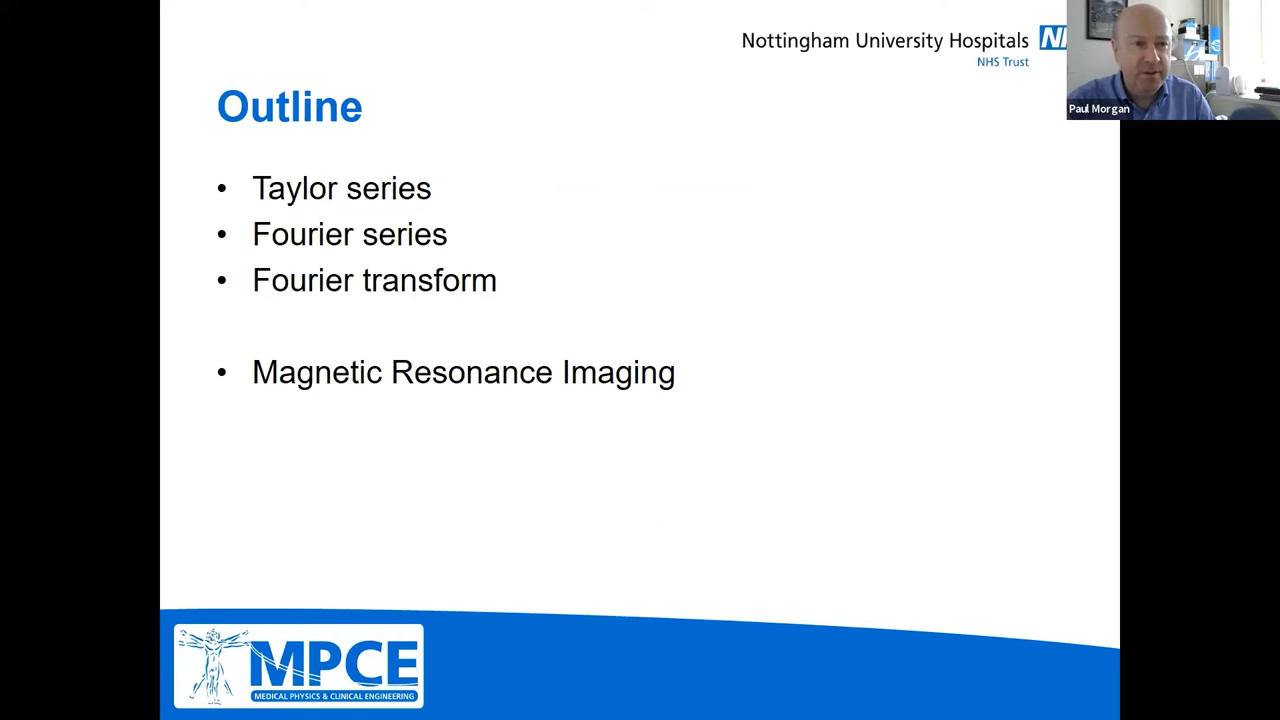 Nottingham University Hospitals
NHS Trust
Paul Morgan
Outline
• Taylor series
• Fourier series
• Fourier transform
• Magnetic Resonance Imaging
MPCE
MEDICAL PHYSICS & CLINICAL ENGINEERING